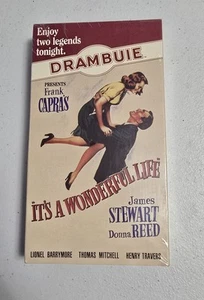 Enjoy
two legends
tonight.
DRAMBUIE
PRESENTS
Frank
CAPRA'S
"IT'S A WONDERFUL LIFE"
James
STEWART
Donna REED
LIONEL BARRYMORE THOMAS MITCHELL HENRY TRAVERS